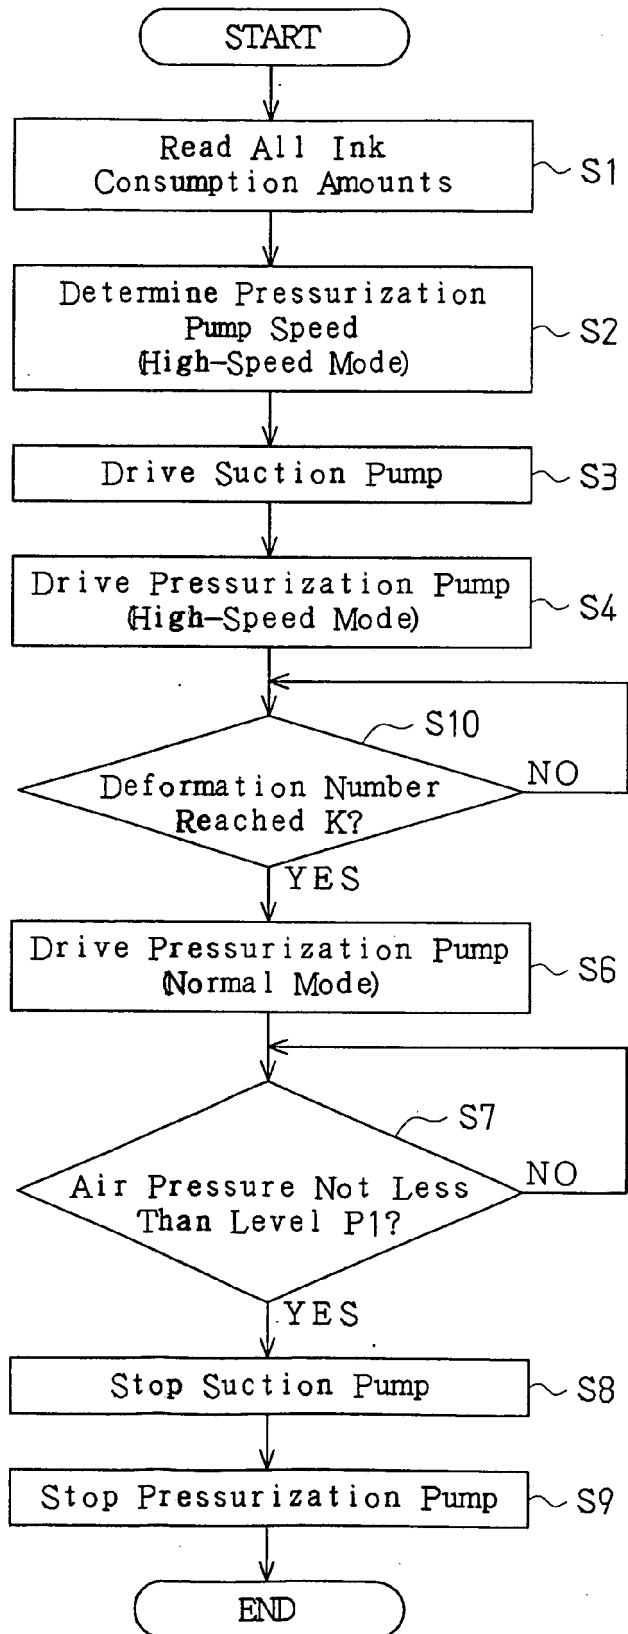 START
Read All Ink
Consumption Amounts
S1
Determine Pressurization
Pump Speed
(High-Speed Mode)
S2
Drive Suction Pump
S3
Drive Pressurization Pump
(High-Speed Mode)
S4
S10
Deformation Number
Reached K?
NO
YES
Drive Pressurization Pump
(Normal Mode)
S6
S7
Air Pressure Not Less
Than Level P1?
NO
YES
Stop Suction Pump
S8
Stop Pressurization Pump
S9
END